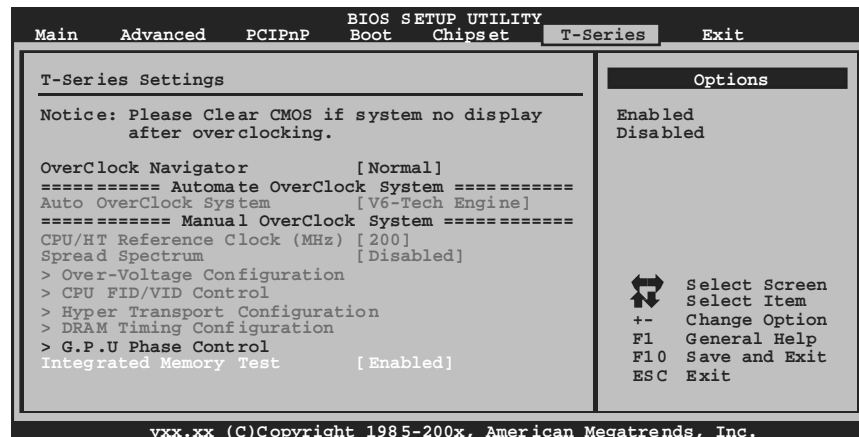 BIOS SETUP UTILITY
Main Advanced PCIPnP Boot Chipset T-Series Exit
T-Series Settings
Notice: Please Clear CMOS if system no display
after overclocking.
OverClock Navigator [Normal]
=========== Automate OverClock System ===========
Auto OverClock System [V6-Tech Engine]
============ Manual OverClock System ============
CPU/HT Reference Clock (MHz) [200]
Spread Spectrum [Disabled]
> Over-Voltage Configuration
> CPU FID/VID Control
> Hyper Transport Configuration
> DRAM Timing Configuration
> G.P.U Phase Control
Integrated Memory Test [Enabled]
Options
Enabled
Disabled
Select Screen
Select Item
+- Change Option
F1 General Help
F10 Save and Exit
ESC Exit
vxx.xx (C)Copyright 1985-200x, American Megatrends, Inc.